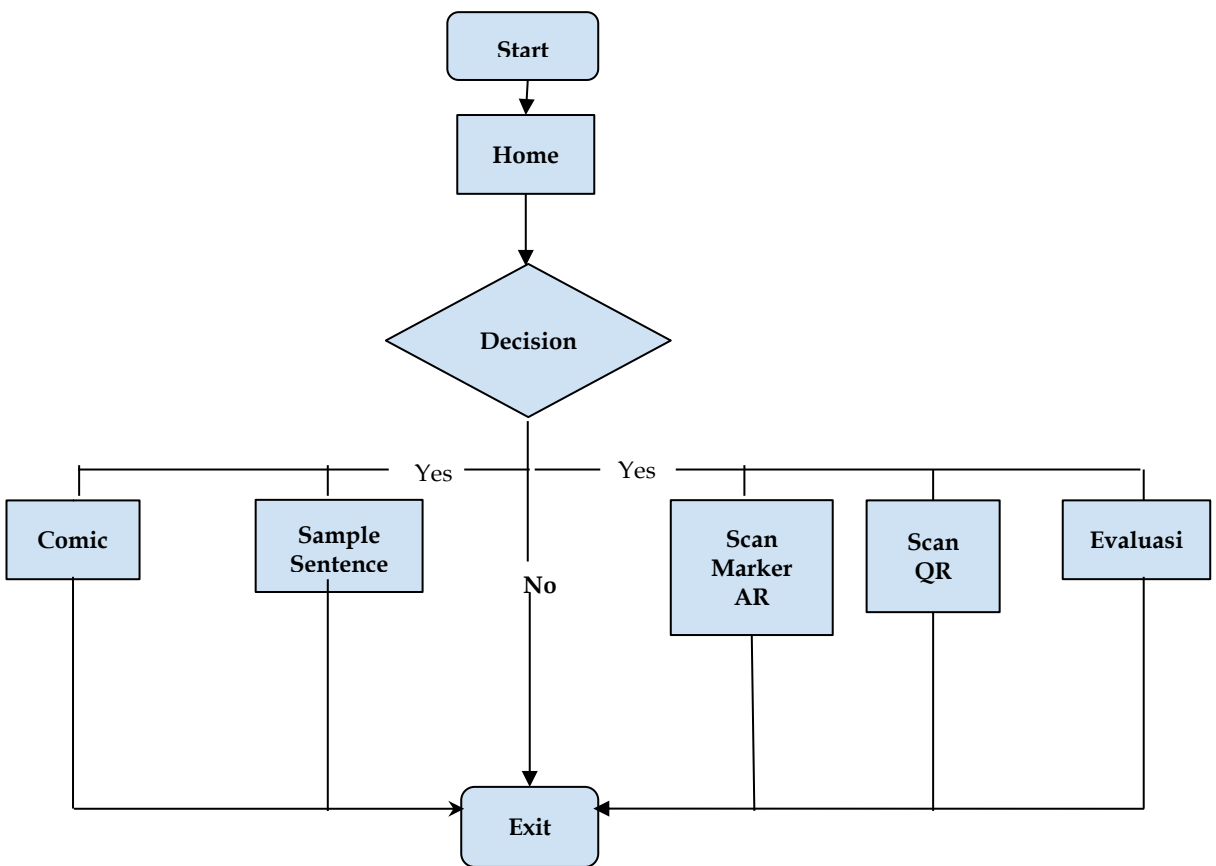 Start
Home
Decision
Yes
Yes
Comic
Sample
Sentence
No
Scan
Marker
AR
Scan
QR
Evaluasi
Exit